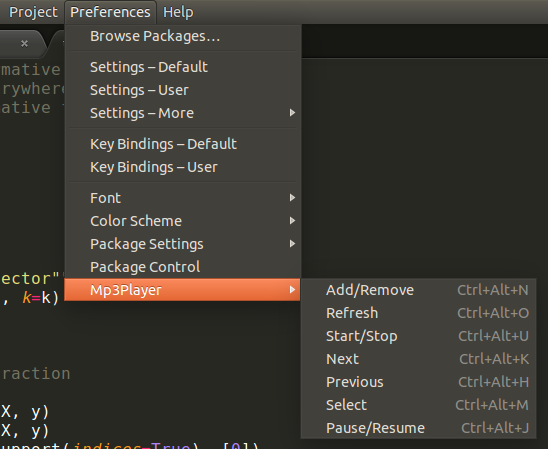 Project Preferences Help
Browse Packages...
mative
Settings – Default
rywhere
Settings – User
ative
Settings – More
Key Bindings – Default
Key Bindings – User
Font
Color Scheme
Package Settings
ector"
Package Control
, k=k)
Mp3Player
Add/Remove Ctrl+Alt+N
Refresh Ctrl+Alt+O
Start/Stop Ctrl+Alt+U
Next Ctrl+Alt+K
raction
Previous Ctrl+Alt+H
Select Ctrl+Alt+M
X, y)
Pause/Resume Ctrl+Alt+J
X, y)
upport(indices=True) [0])